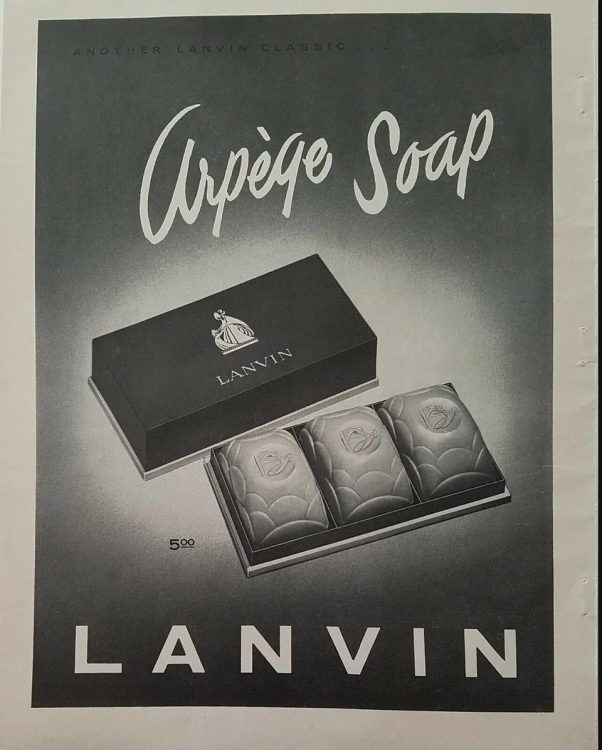 ANOTHER LANVIN CLASSIC . . .
Arpège Soap
LANVIN
5.00
LANVIN